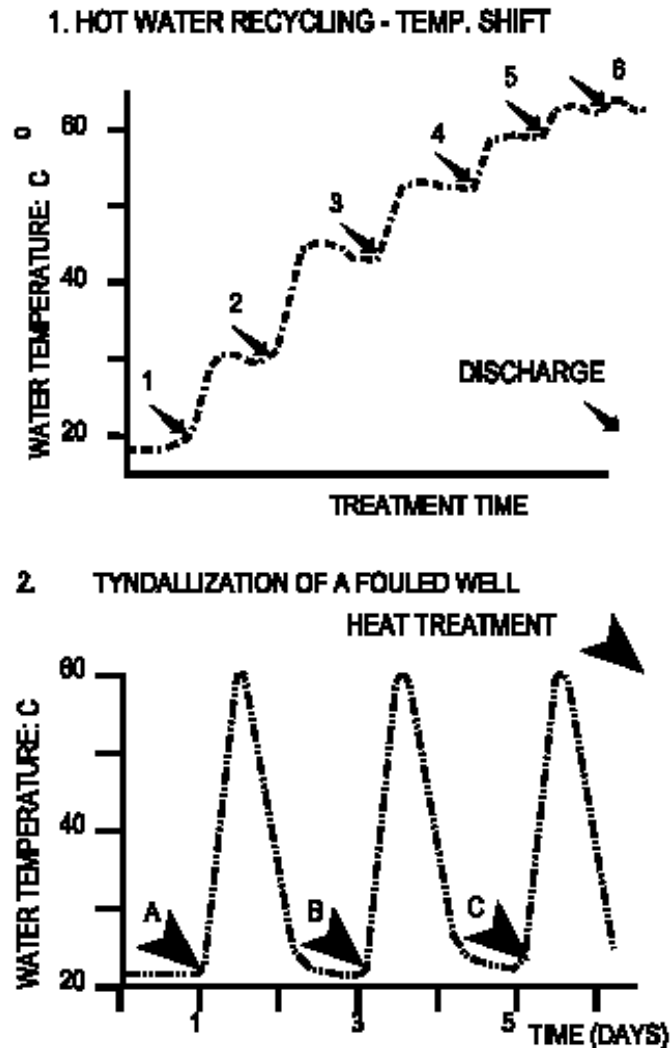 1. HOT WATER RECYCLING - TEMP. SHIFT
WATER TEMPERATURE: C°
60
40
20
1
2
3
4
5
6
DISCHARGE
TREATMENT TIME
2. TYNDALLIZATION OF A FOULED WELL
HEAT TREATMENT
WATER TEMPERATURE: C
60
40
20
A
B
C
1
3
5
TIME (DAYS)